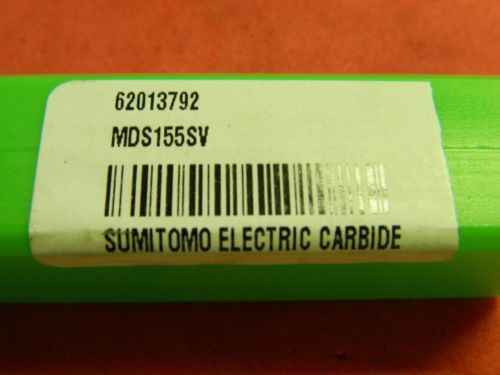 62013792
MDS155SV
SUMITOMO ELECTRIC CARBIDE